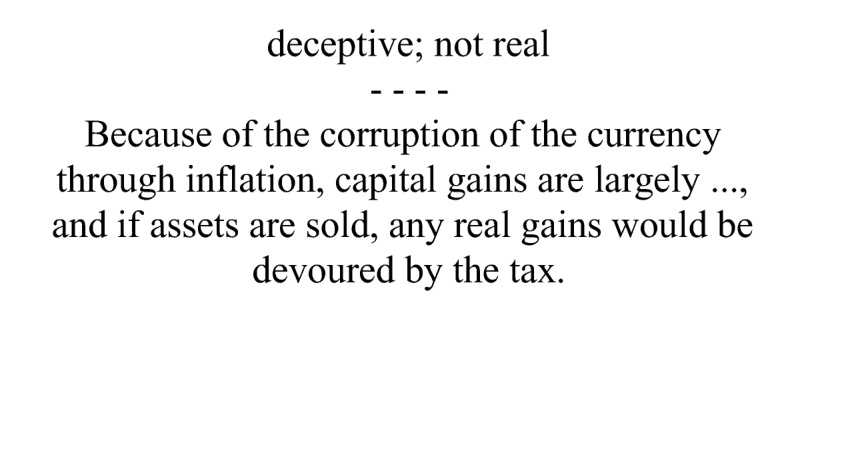 deceptive; not real
- - - -
Because of the corruption of the currency
through inflation, capital gains are largely ...,
and if assets are sold, any real gains would be
devoured by the tax.